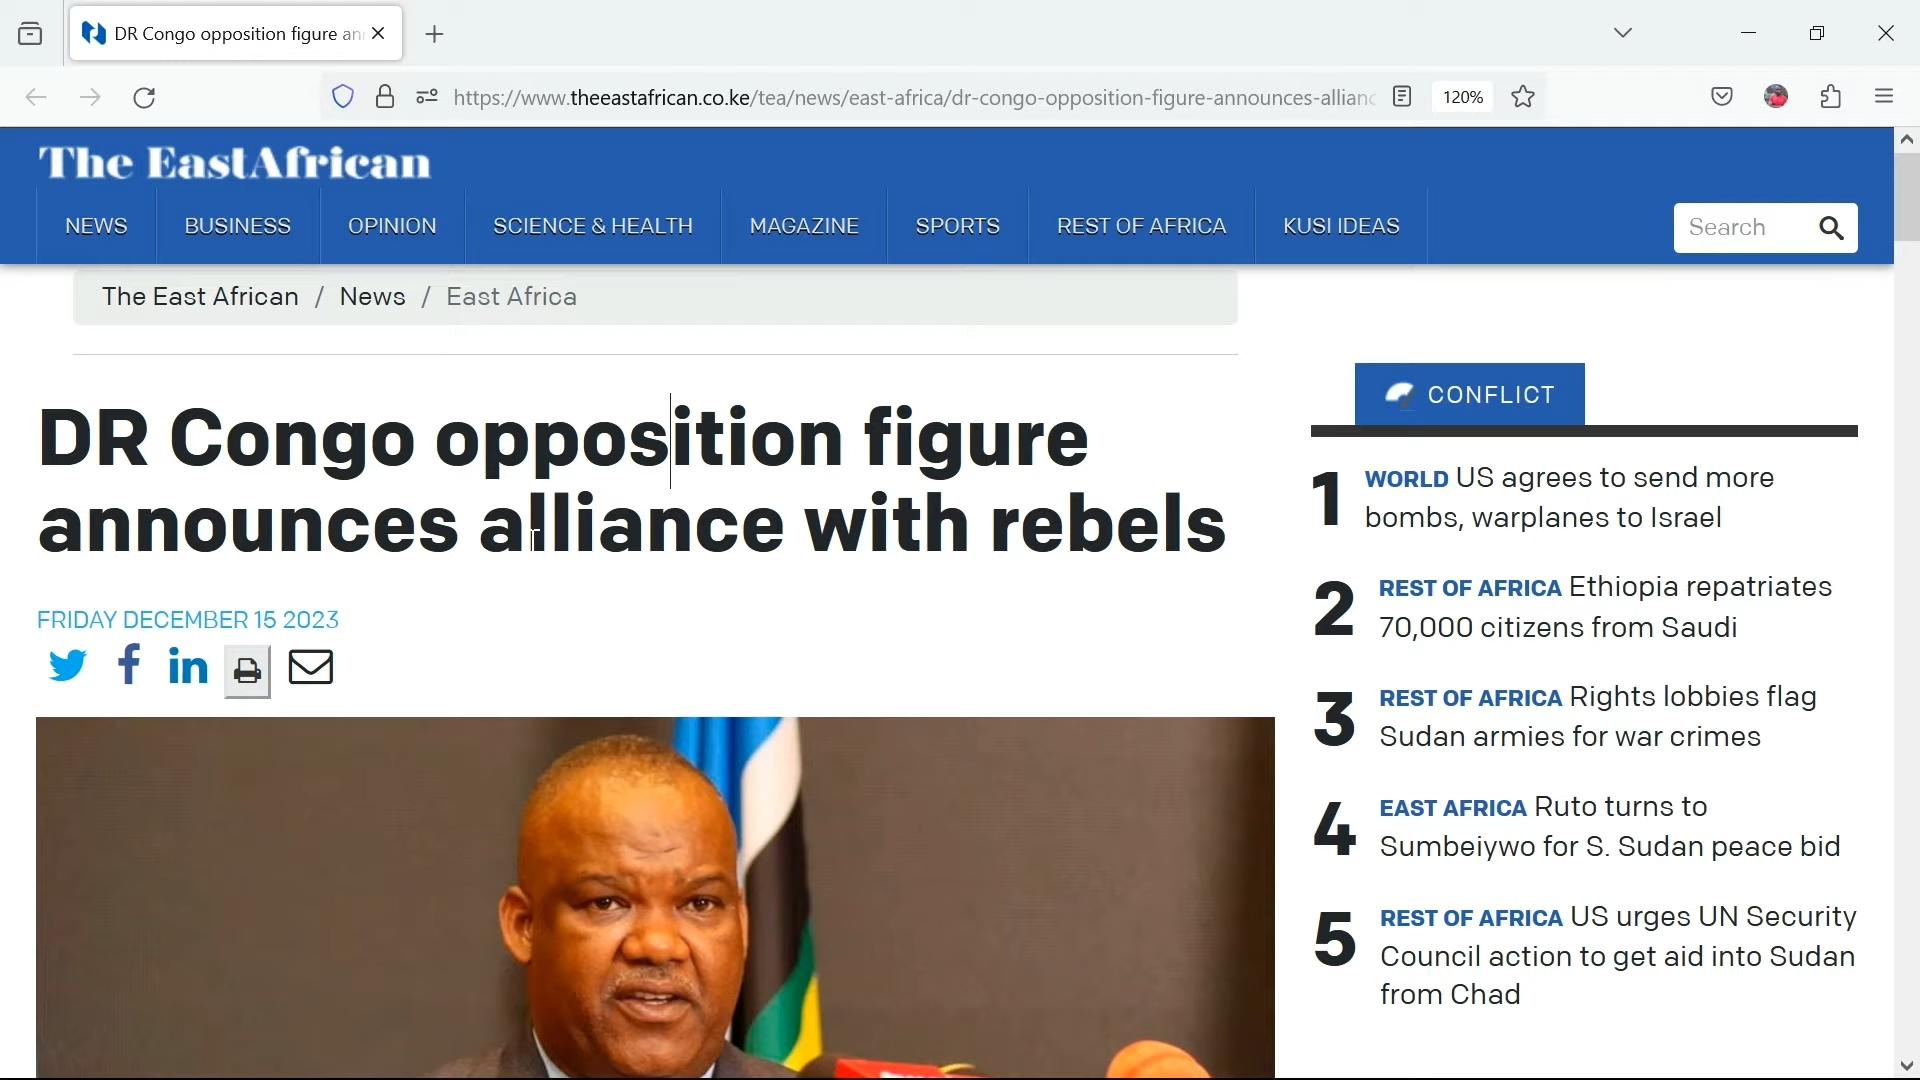 DR Congo opposition figure an
https://www.theeastafrican.co.ke/tea/news/east-africa/dr-congo-opposition-figure-announces-allianc
120%
The EastAfrican
NEWS
BUSINESS
OPINION
SCIENCE & HEALTH
MAGAZINE
SPORTS
REST OF AFRICA
KUSI IDEAS
Search
The East African / News / East Africa
DR Congo opposition figure
announces alliance with rebels
FRIDAY DECEMBER 15 2023
CONFLICT
1 WORLD US agrees to send more
bombs, warplanes to Israel
2 REST OF AFRICA Ethiopia repatriates
70,000 citizens from Saudi
3 REST OF AFRICA Rights lobbies flag
Sudan armies for war crimes
4 EAST AFRICA Ruto turns to
Sumbeiywo for S. Sudan peace bid
5 REST OF AFRICA US urges UN Security
Council action to get aid into Sudan
from Chad